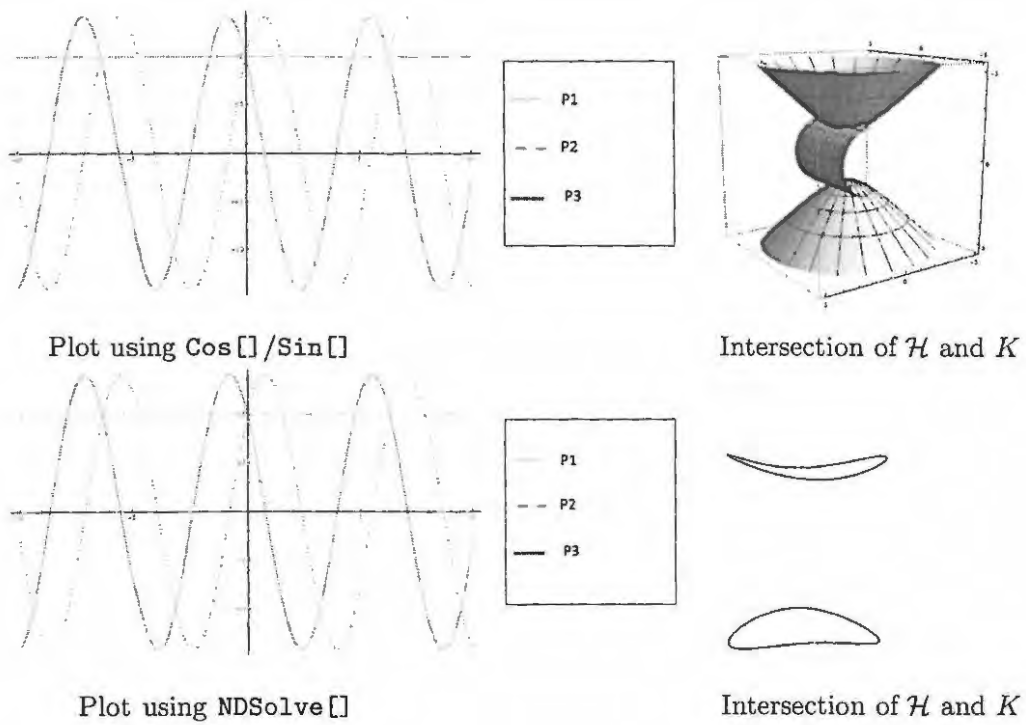 P1
P2
P3
Plot using Cos[]/Sin[]
Intersection of ℋ and K
P1
P2
P3
Plot using NDSolve[]
Intersection of ℋ and K